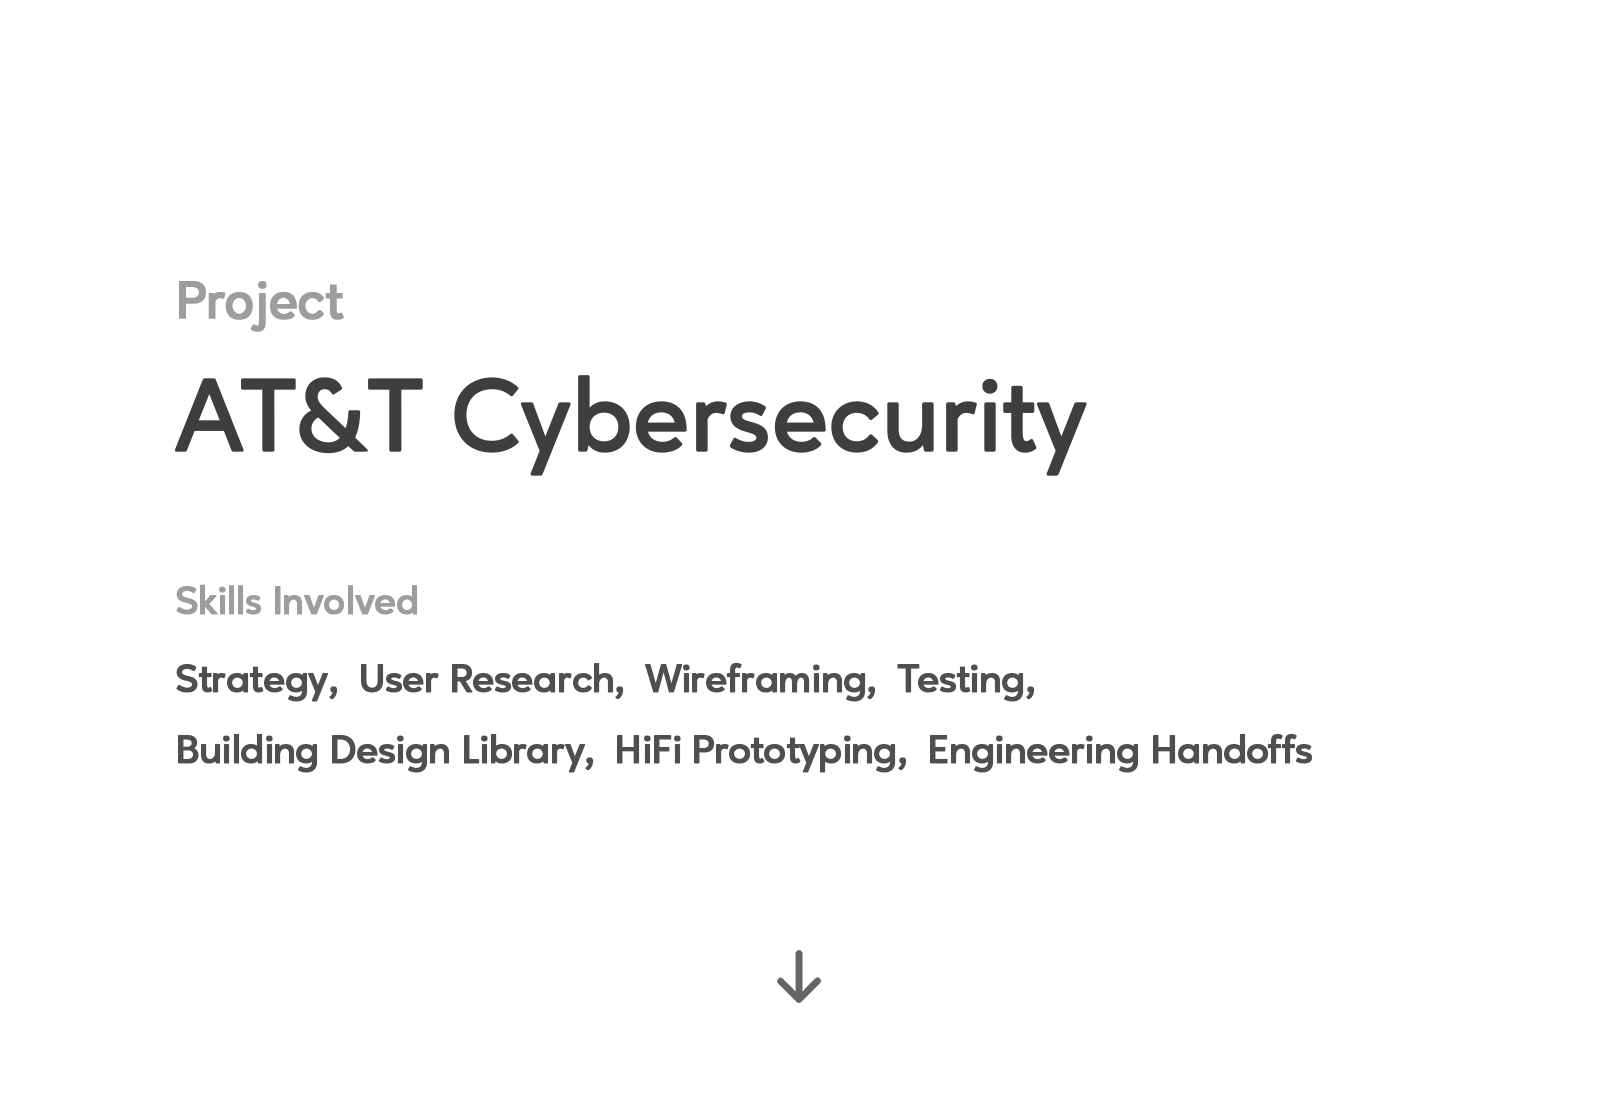 Project
AT&T Cybersecurity
Skills Involved
Strategy, User Research, Wireframing, Testing,
Building Design Library, HiFi Prototyping, Engineering Handoffs